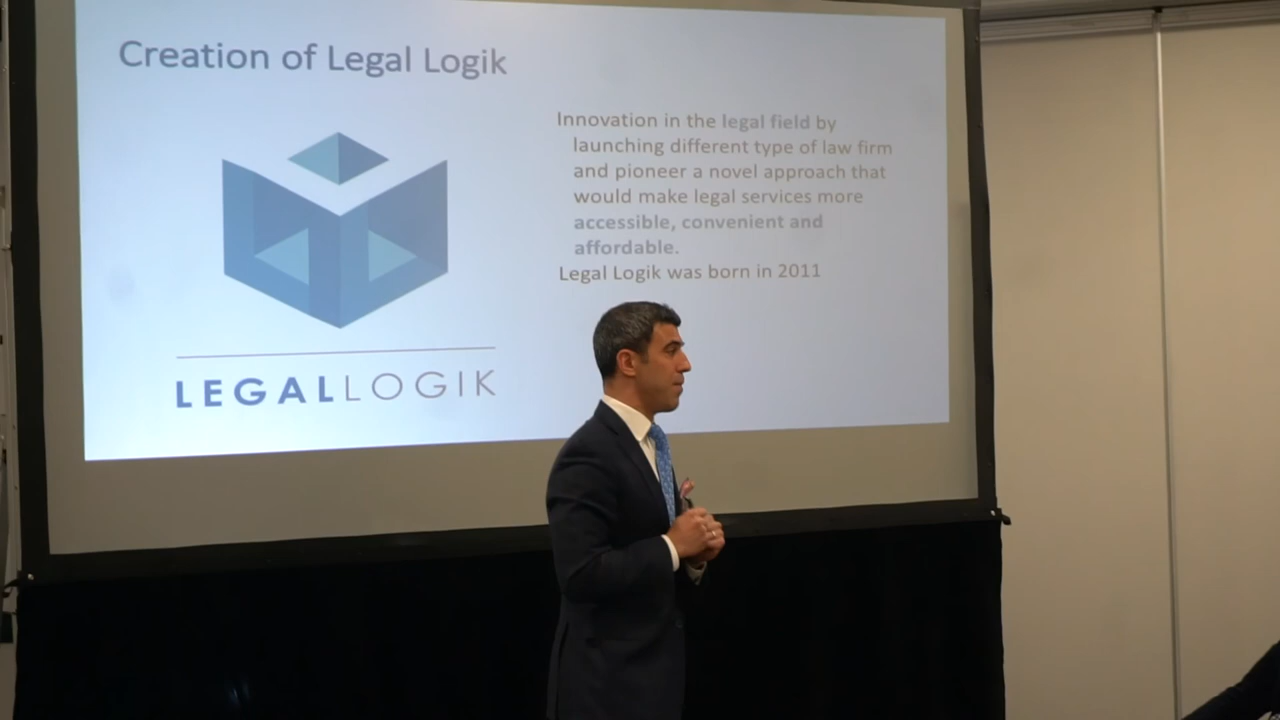 Creation of Legal Logik
Innovation in the legal field by
launching different type of law firm
and pioneer a novel approach that
would make legal services more
accessible, convenient and
affordable.
Legal Logik was born in 2011
LEGALLOGIK